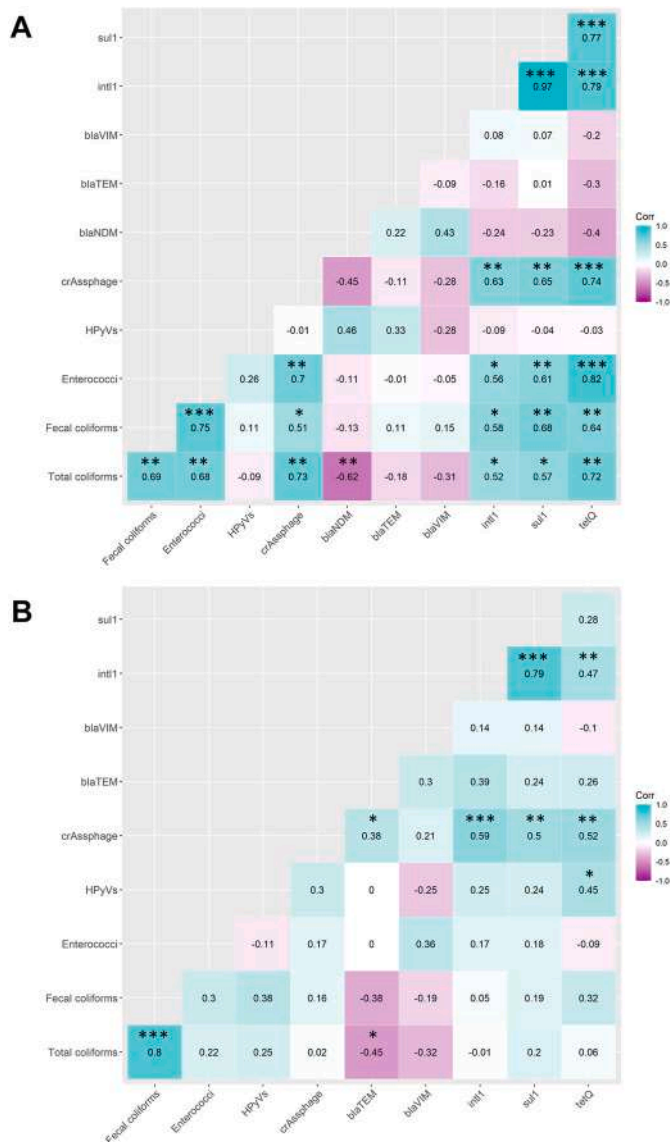 A
sul1
*** 0.77
intI1
*** 0.97 *** 0.79
blaVIM
0.08 0.07 -0.2
blaTEM
-0.09 -0.16 0.01 -0.3
blaNDM
0.22 0.43 -0.24 -0.23 -0.4
crAssphage
-0.45 -0.11 -0.28 ** 0.63 ** 0.65 *** 0.74
HPyVs
-0.01 0.46 0.33 -0.28 -0.09 -0.04 -0.03
Enterococci
0.26 ** 0.7 -0.11 -0.01 -0.05 * 0.56 ** 0.61 *** 0.82
Fecal coliforms
*** 0.75 0.11 * 0.51 -0.13 0.11 0.15 * 0.58 ** 0.68 ** 0.64
Total coliforms
** 0.69 ** 0.68 -0.09 ** 0.73 ** -0.62 -0.18 -0.31 * 0.52 * 0.57 ** 0.72
Fecal coliforms Enterococci HPyVs crAssphage blaNDM blaTEM blaVIM intI1 sul1 tetQ
Corr
1.0
0.5
0.0
-0.5
-1.0
B
sul1
0.28
intI1
*** 0.79 ** 0.47
blaVIM
0.14 0.14 -0.1
blaTEM
0.3 0.39 0.24 0.26
crAssphage
* 0.38 0.21 *** 0.59 ** 0.5 ** 0.52
HPyVs
0.3 0 -0.25 0.25 0.24 * 0.45
Enterococci
-0.11 0.17 0 0.36 0.17 0.18 -0.09
Fecal coliforms
0.3 0.38 0.16 -0.38 -0.19 0.05 0.19 0.32
Total coliforms
*** 0.8 0.22 0.25 0.02 * -0.45 -0.32 -0.01 0.2 0.06
Fecal coliforms Enterococci HPyVs crAssphage blaTEM blaVIM intI1 sul1 tetQ
Corr
1.0
0.5
0.0
-0.5
-1.0